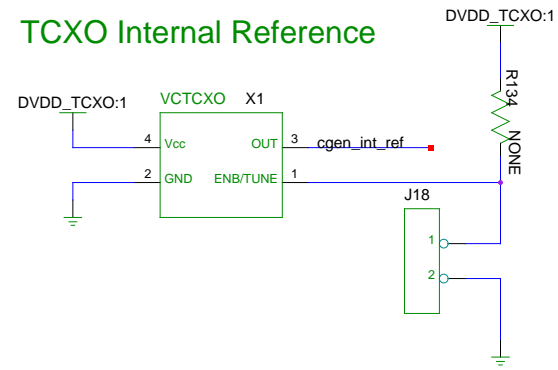 TCXO Internal Reference
DVDD_TCXO:1
R134
NONE
DVDD_TCXO:1
VCTCXO X1
4 Vcc OUT 3 cgen_int_ref
2 GND ENB/TUNE 1
J18
1
2